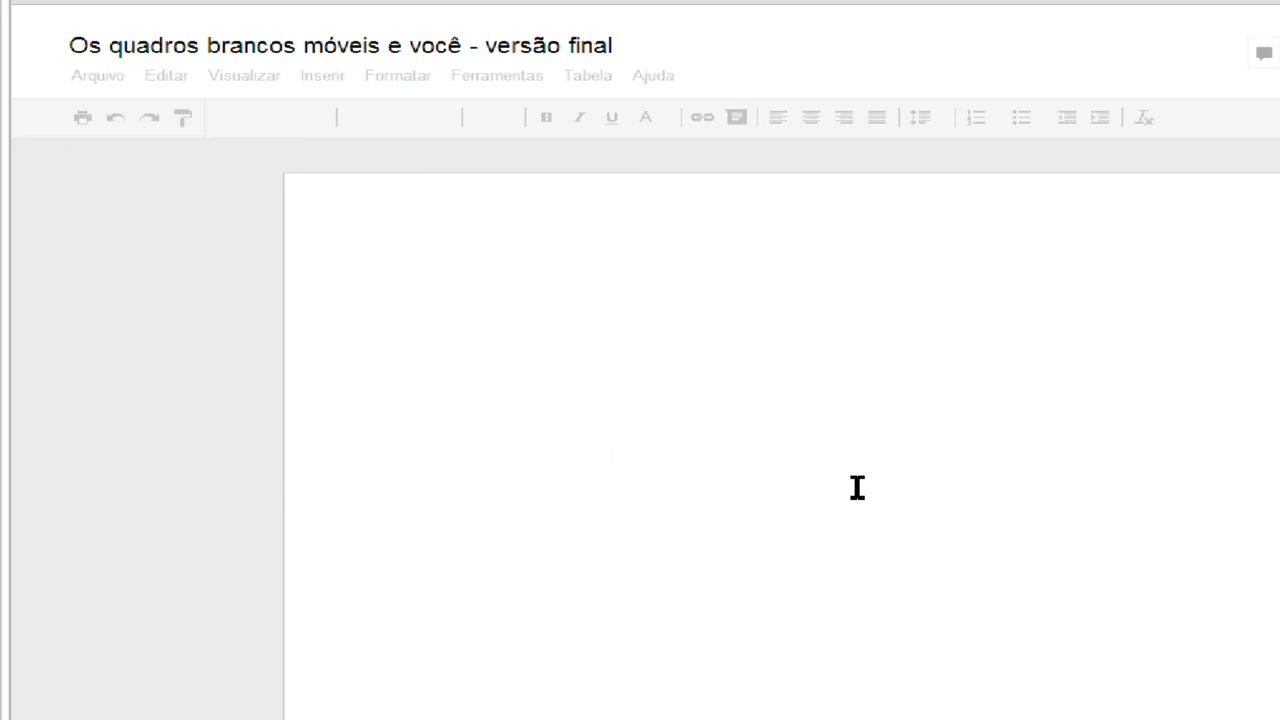 Os quadros brancos móveis e você - versão final
Arquivo Editar Visualizar Inserir Formatar Ferramentas Tabela Ajuda
B I U A